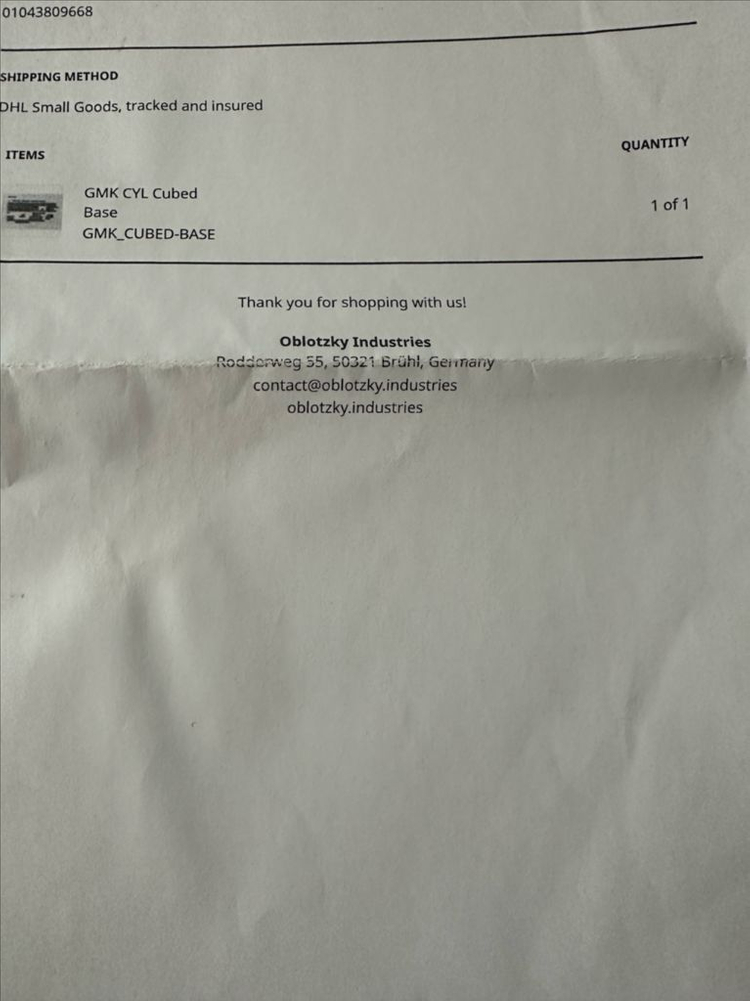 01043809668
SHIPPING METHOD
DHL Small Goods, tracked and insured
ITEMS
QUANTITY
GMK CYL Cubed
Base
GMK_CUBED-BASE
1 of 1
Thank you for shopping with us!
Oblotzky Industries
Rodderweg 55, 50321 Brühl, Germany
contact@oblotzky.industries
oblotzky.industries